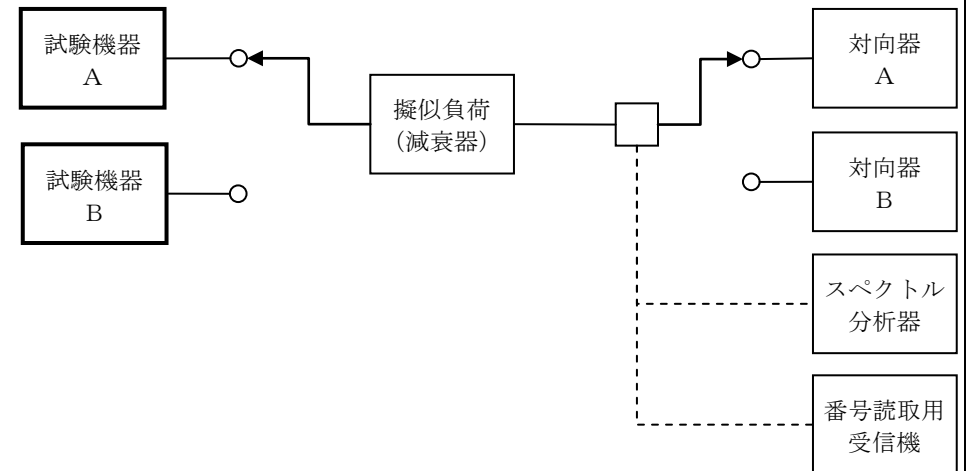 試験機器
A
対向器
A
擬似負荷
(減衰器)
試験機器
B
対向器
B
スペクトル
分析器
番号読取用
受信機